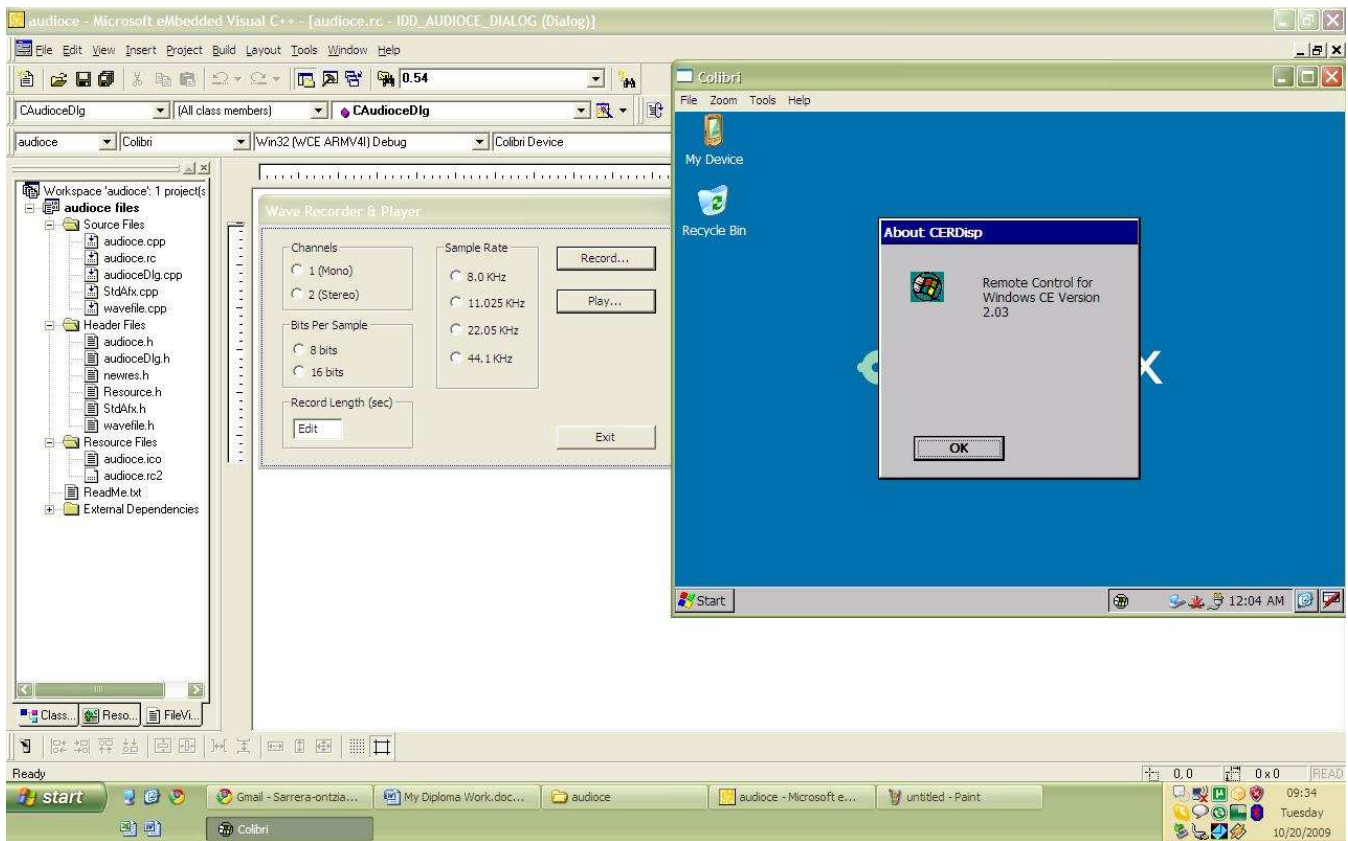 audioce - Microsoft eMbedded Visual C++ - [audioce.rc - IDD_AUDIOCE_DIALOG (Dialog)]
File Edit View Insert Project Build Layout Tools Window Help
0.54
CAudioceDlg (All class members) CAudioceDlg
audioce Colibri Win32 (WCE ARMV4I) Debug Colibri Device
Workspace 'audioce': 1 project(s
audioce files
Source Files
audioce.cpp
audioce.rc
audioceDlg.cpp
StdAfx.cpp
wavefile.cpp
Header Files
audioce.h
audioceDlg.h
newres.h
Resource.h
StdAfx.h
wavefile.h
Resource Files
audioce.ico
audioce.rc2
ReadMe.txt
External Dependencies
Class... Reso... FileVi...
Wave Recorder & Player
Channels
1 (Mono)
2 (Stereo)
Bits Per Sample
8 bits
16 bits
Record Length (sec)
Edit
Sample Rate
8.0 KHz
11.025 KHz
22.05 KHz
44.1 KHz
Record...
Play...
Exit
Colibri
File Zoom Tools Help
My Device
Recycle Bin
About CERDisp
Remote Control for
Windows CE Version
2.03
OK
x
Start 12:04 AM
Ready 0,0 0x0 READ
start Gmail - Sarrera-ontzia... My Diploma Work.doc... audioce audioce - Microsoft e... untitled - Paint
Colibri
09:34
Tuesday
10/20/2009